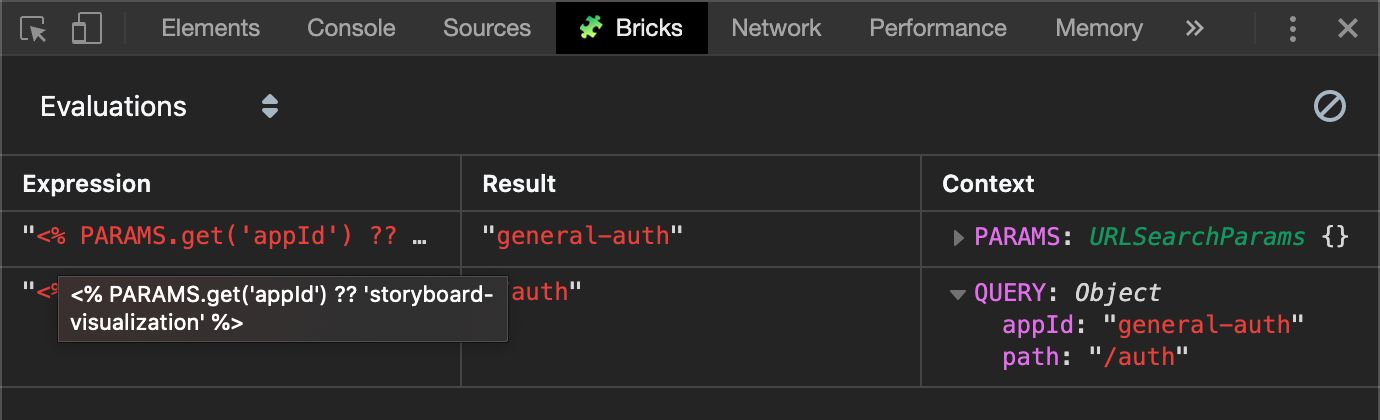 Elements Console Sources Bricks Network Performance Memory
Evaluations
Expression Result Context
"<% PARAMS.get('appId') ?? … "general-auth" PARAMS: URLSearchParams {}
"<% auth" QUERY: Object
<% PARAMS.get('appId') ?? 'storyboard-
visualization' %>
appId: "general-auth"
path: "/auth"